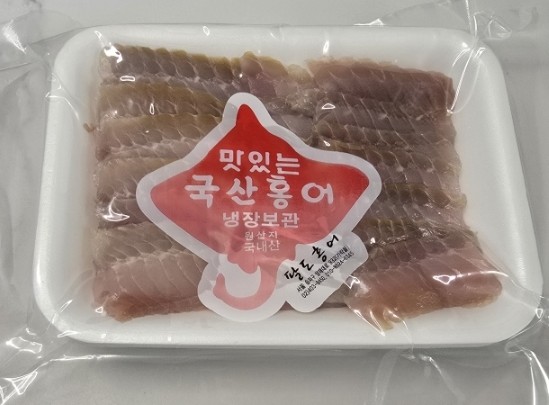 맛있는
국산홍어
냉장보관
원산지
국내산
팔도홍어